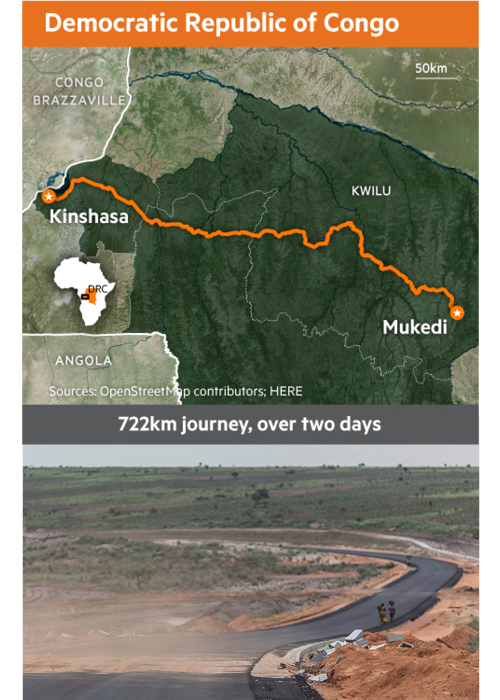 Democratic Republic of Congo
50km
CONGO
BRAZZAVILLE
KWILU
Kinshasa
DRC
Mukedi
ANGOLA
Sources: OpenStreetMap contributors; HERE
722km journey, over two days